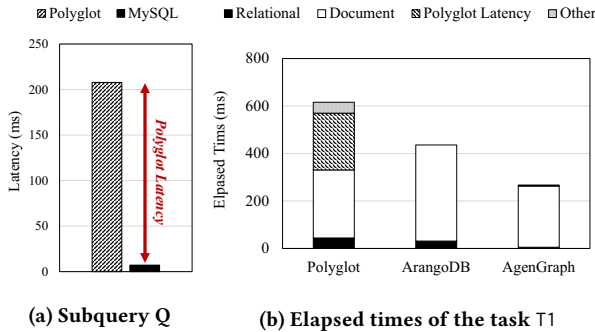 Polyglot MySQL
Relational Document Polyglot Latency Other
250
200
150
100
50
0
Latency (ms)
Polyglot Latency
(a) Subquery Q
800
600
400
200
0
Elpased Tims (ms)
Polyglot ArangoDB AgenGraph
(b) Elapsed times of the task T1